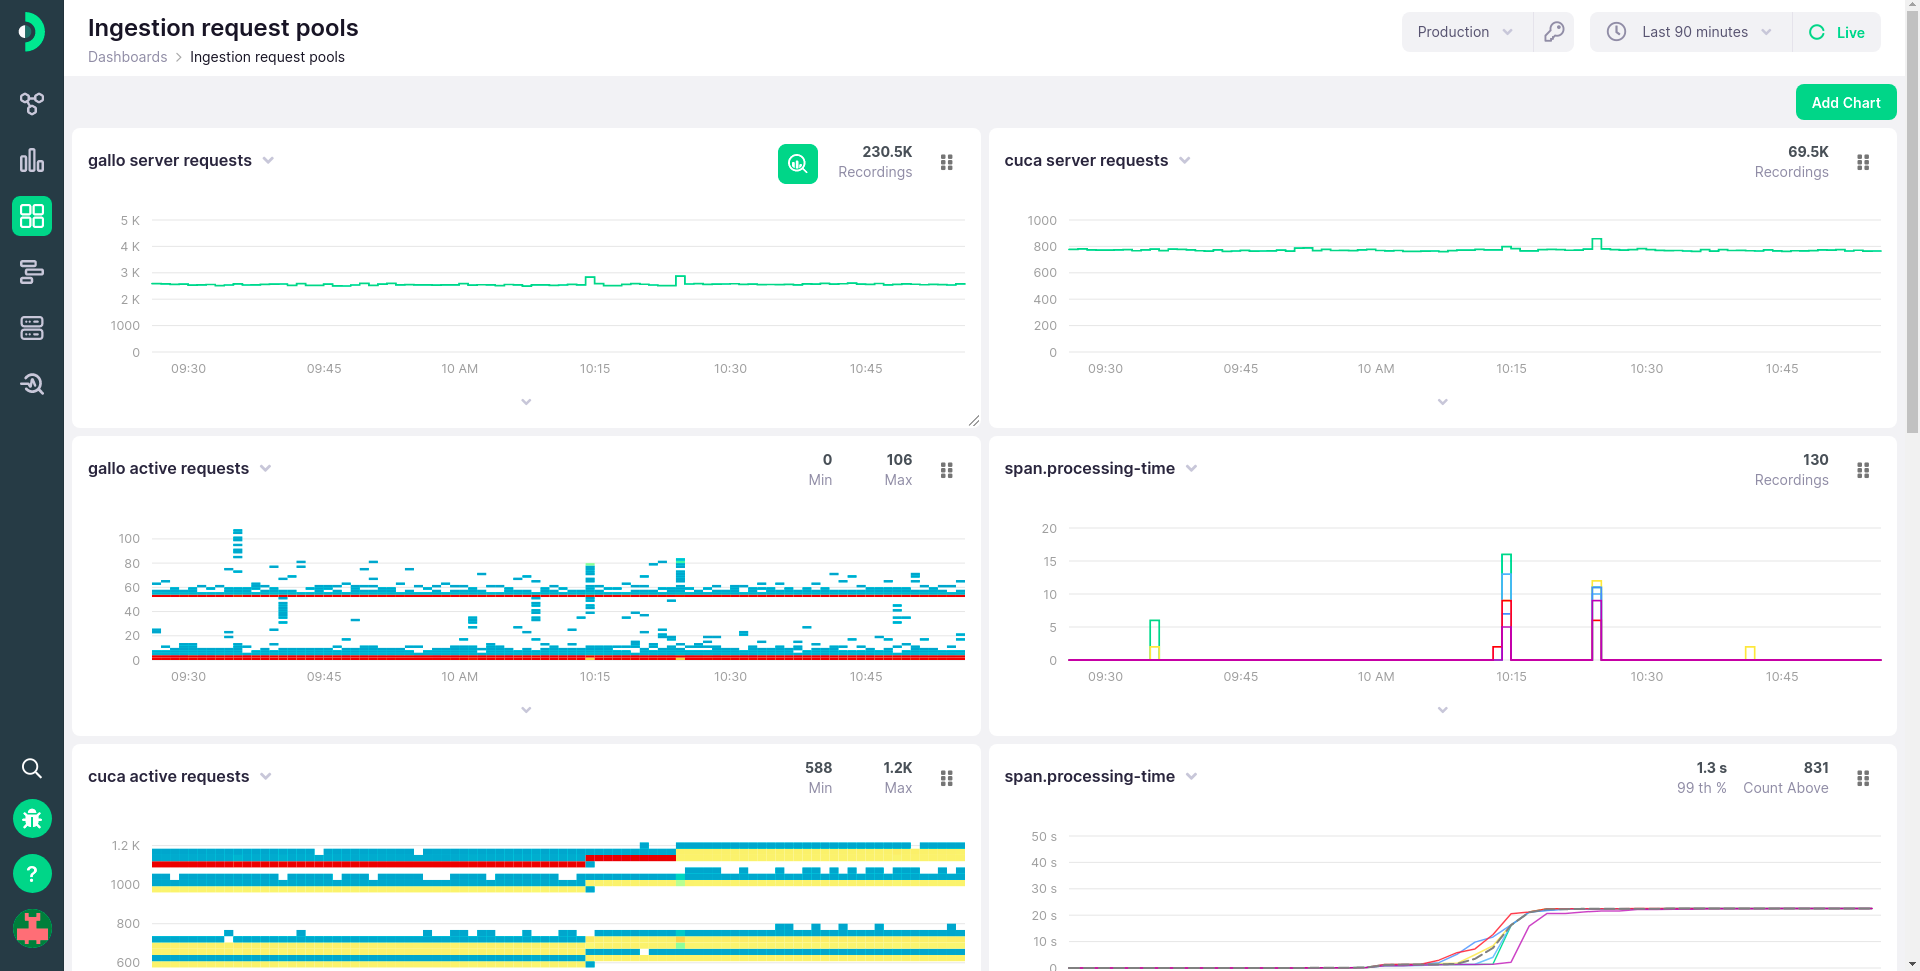 Ingestion request pools
Dashboards > Ingestion request pools
Production
Last 90 minutes
Live
Add Chart
gallo server requests
230.5K
Recordings
5 K
4 K
3 K
2 K
1000
0
09:30 09:45 10 AM 10:15 10:30 10:45
cuca server requests
69.5K
Recordings
1000
800
600
400
200
0
09:30 09:45 10 AM 10:15 10:30 10:45
gallo active requests
0 106
Min Max
100
80
60
40
20
0
09:30 09:45 10 AM 10:15 10:30 10:45
span.processing-time
130
Recordings
20
15
10
5
0
09:30 09:45 10 AM 10:15 10:30 10:45
cuca active requests
588 1.2K
Min Max
1.2 K
1000
800
600
span.processing-time
1.3 s 831
99 th % Count Above
50 s
40 s
30 s
20 s
10 s
0
?